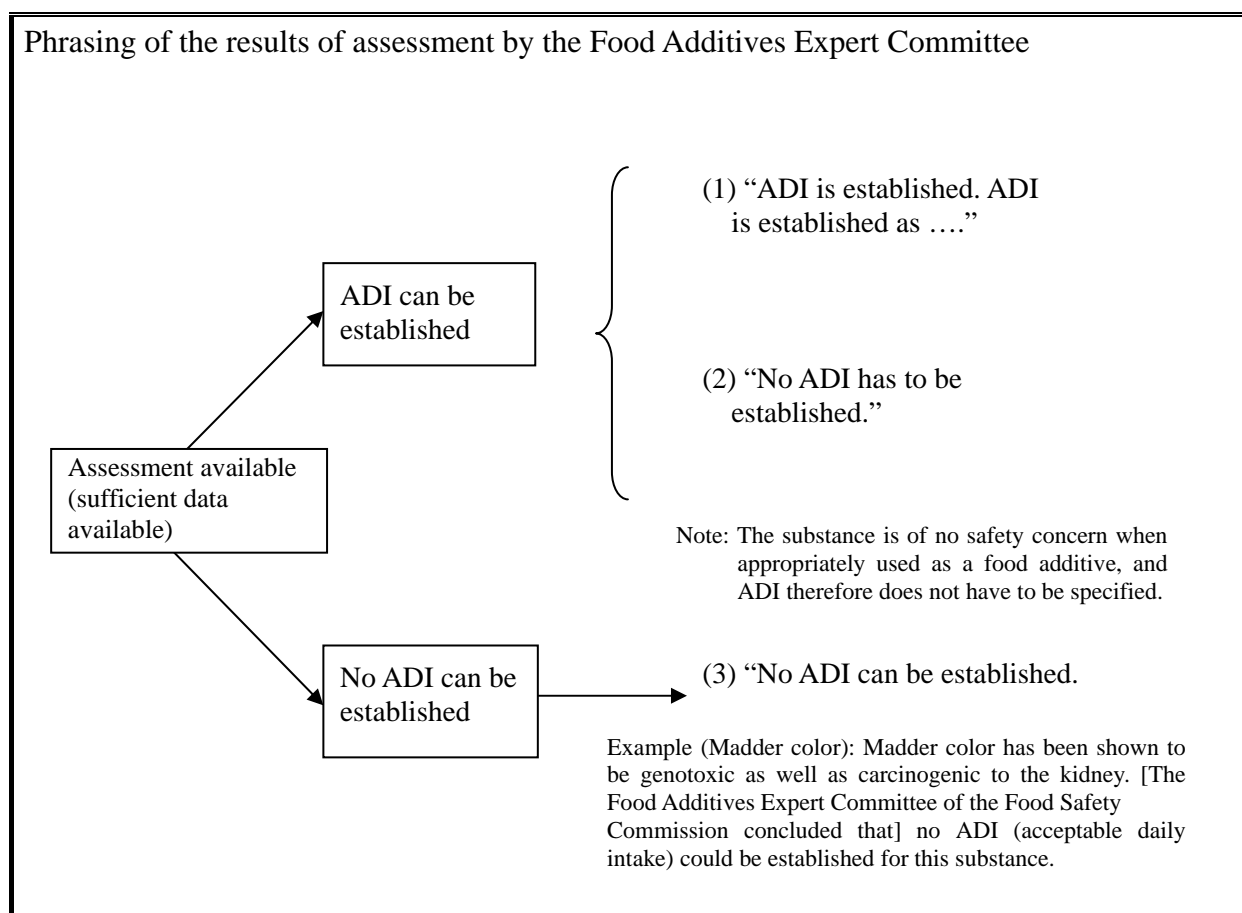 Phrasing of the results of assessment by the Food Additives Expert Committee
(1) “ADI is established. ADI
is established as ….”
ADI can be
established
(2) “No ADI has to be
established.”
Assessment available
(sufficient data
available)
Note: The substance is of no safety concern when
appropriately used as a food additive, and
ADI therefore does not have to be specified.
No ADI can be
established
(3) “No ADI can be established.
Example (Madder color): Madder color has been shown to
be genotoxic as well as carcinogenic to the kidney. [The
Food Additives Expert Committee of the Food Safety
Commission concluded that] no ADI (acceptable daily
intake) could be established for this substance.